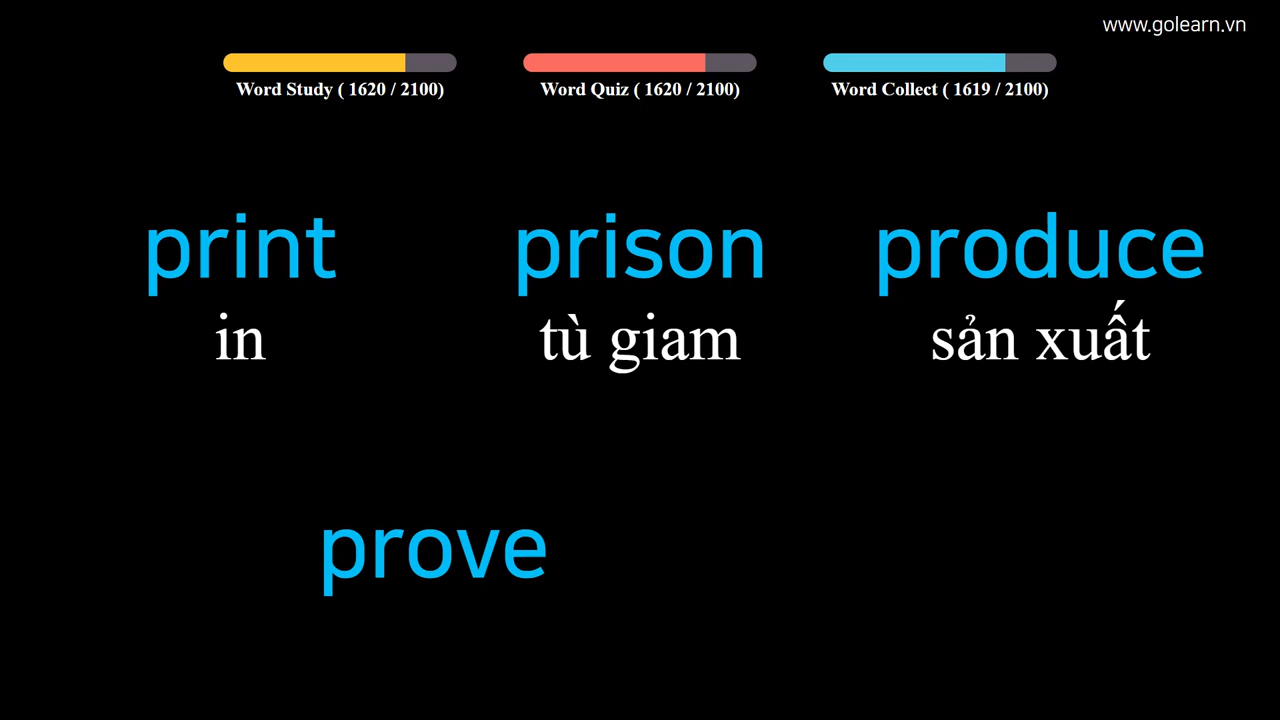 www.golearn.vn
Word Study ( 1620 / 2100)
Word Quiz ( 1620 / 2100)
Word Collect ( 1619 / 2100)
print
prison
produce
in
tù giam
sản xuất
prove